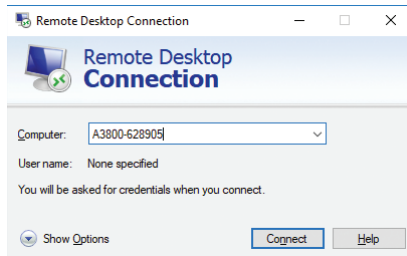 Remote Desktop Connection
Remote Desktop
Connection
Computer: A3800-628905
User name: None specified
You will be asked for credentials when you connect.
Show Options Connect Help